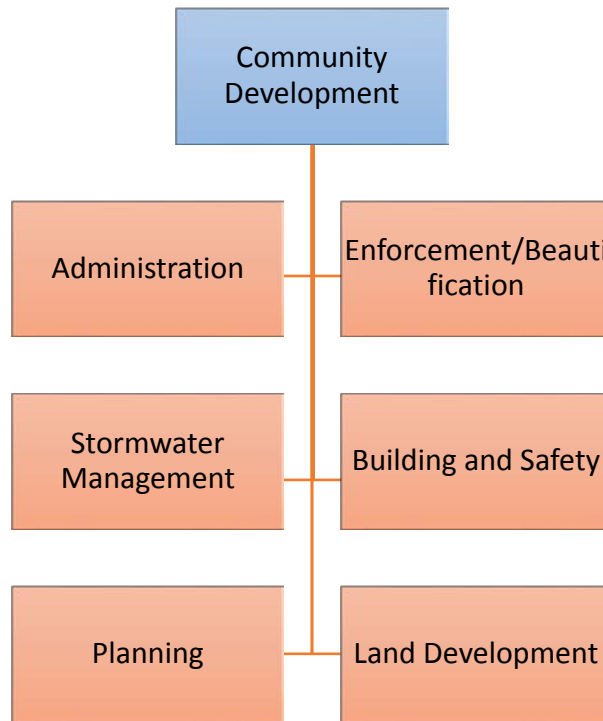 Community
Development
Administration
Enforcement/Beauti
fication
Stormwater
Management
Building and Safety
Planning
Land Development